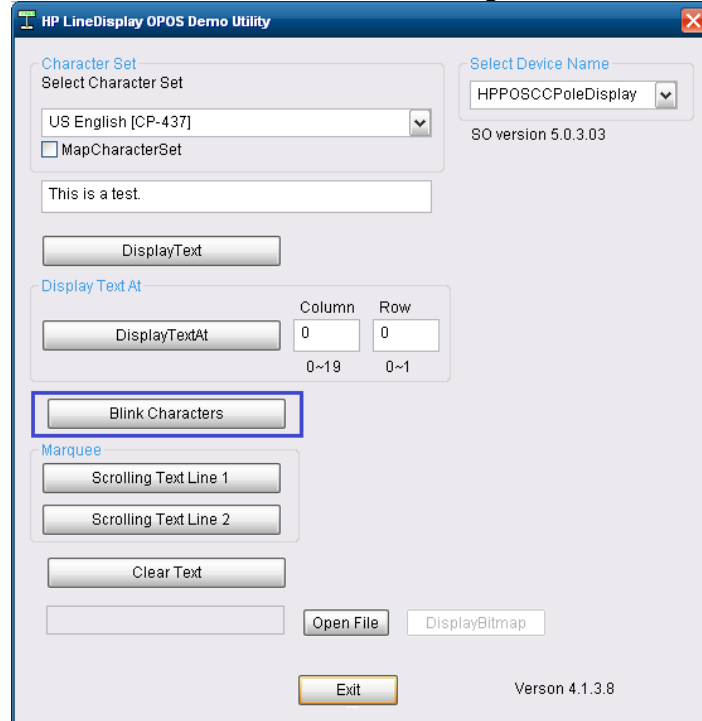 HP LineDisplay OPOS Demo Utility
Character Set
Select Character Set
US English [CP-437]
MapCharacterSet
Select Device Name
HPPOSCCPoleDisplay
SO version 5.0.3.03
This is a test.
DisplayText
Display Text At
Column Row
DisplayTextAt 0 0
0~19 0~1
Blink Characters
Marquee
Scrolling Text Line 1
Scrolling Text Line 2
Clear Text
Open File DisplayBitmap
Exit Verson 4.1.3.8